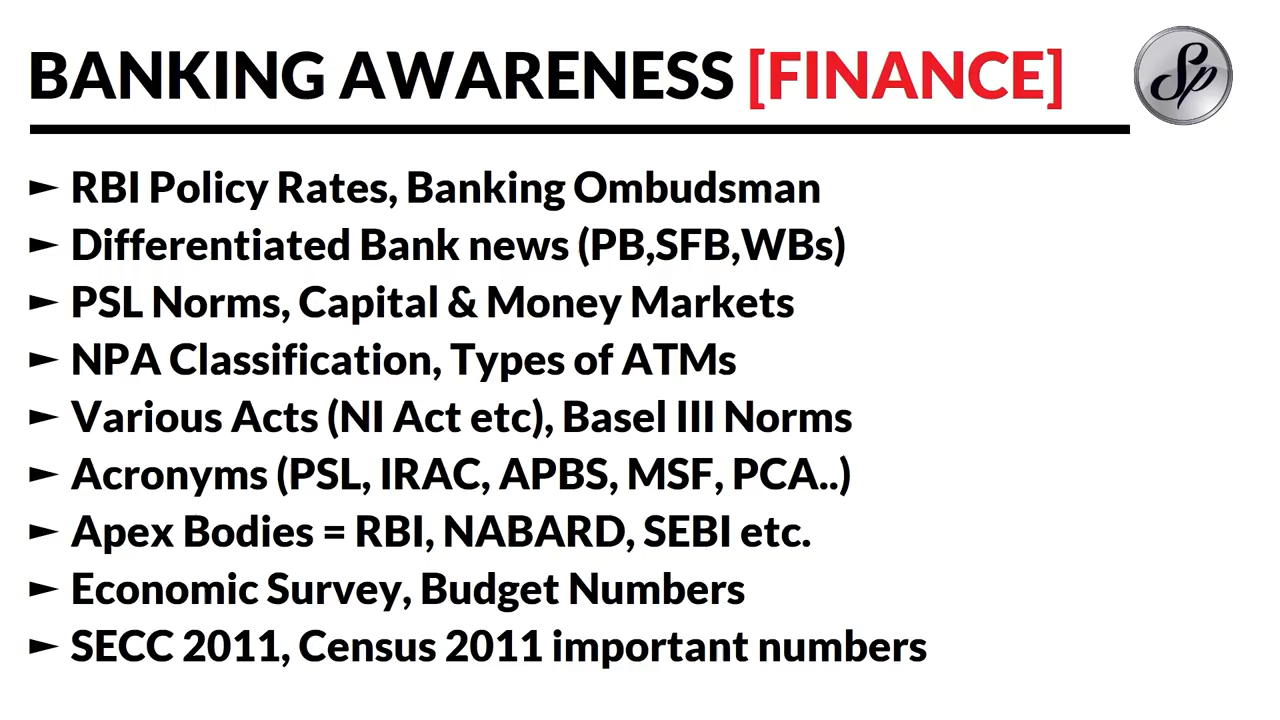 BANKING AWARENESS [FINANCE]
Sp
► RBI Policy Rates, Banking Ombudsman
► Differentiated Bank news (PB,SFB,WBs)
► PSL Norms, Capital & Money Markets
► NPA Classification, Types of ATMs
► Various Acts (NI Act etc), Basel III Norms
► Acronyms (PSL, IRAC, APBS, MSF, PCA..)
► Apex Bodies = RBI, NABARD, SEBI etc.
► Economic Survey, Budget Numbers
► SECC 2011, Census 2011 important numbers